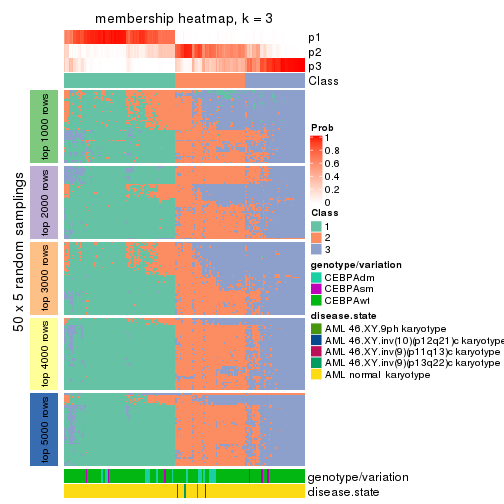 membership heatmap, k = 3
p1
p2
p3
Class
50 x 5 random samplings
top 1000 rows
top 2000 rows
top 3000 rows
top 4000 rows
top 5000 rows
Prob
1
0.8
0.6
0.4
0.2
0
Class
1
2
3
genotype/variation
CEBPAdm
CEBPAsm
CEBPAwt
disease.state
AML 46.XY.9ph karyotype
AML 46.XY.inv(10)(p12q21)c karyotype
AML 46.XY.inv(9)(p11q13)c karyotype
AML 46.XY.inv(9)(p13q22)c karyotype
AML normal karyotype
genotype/variation
disease.state